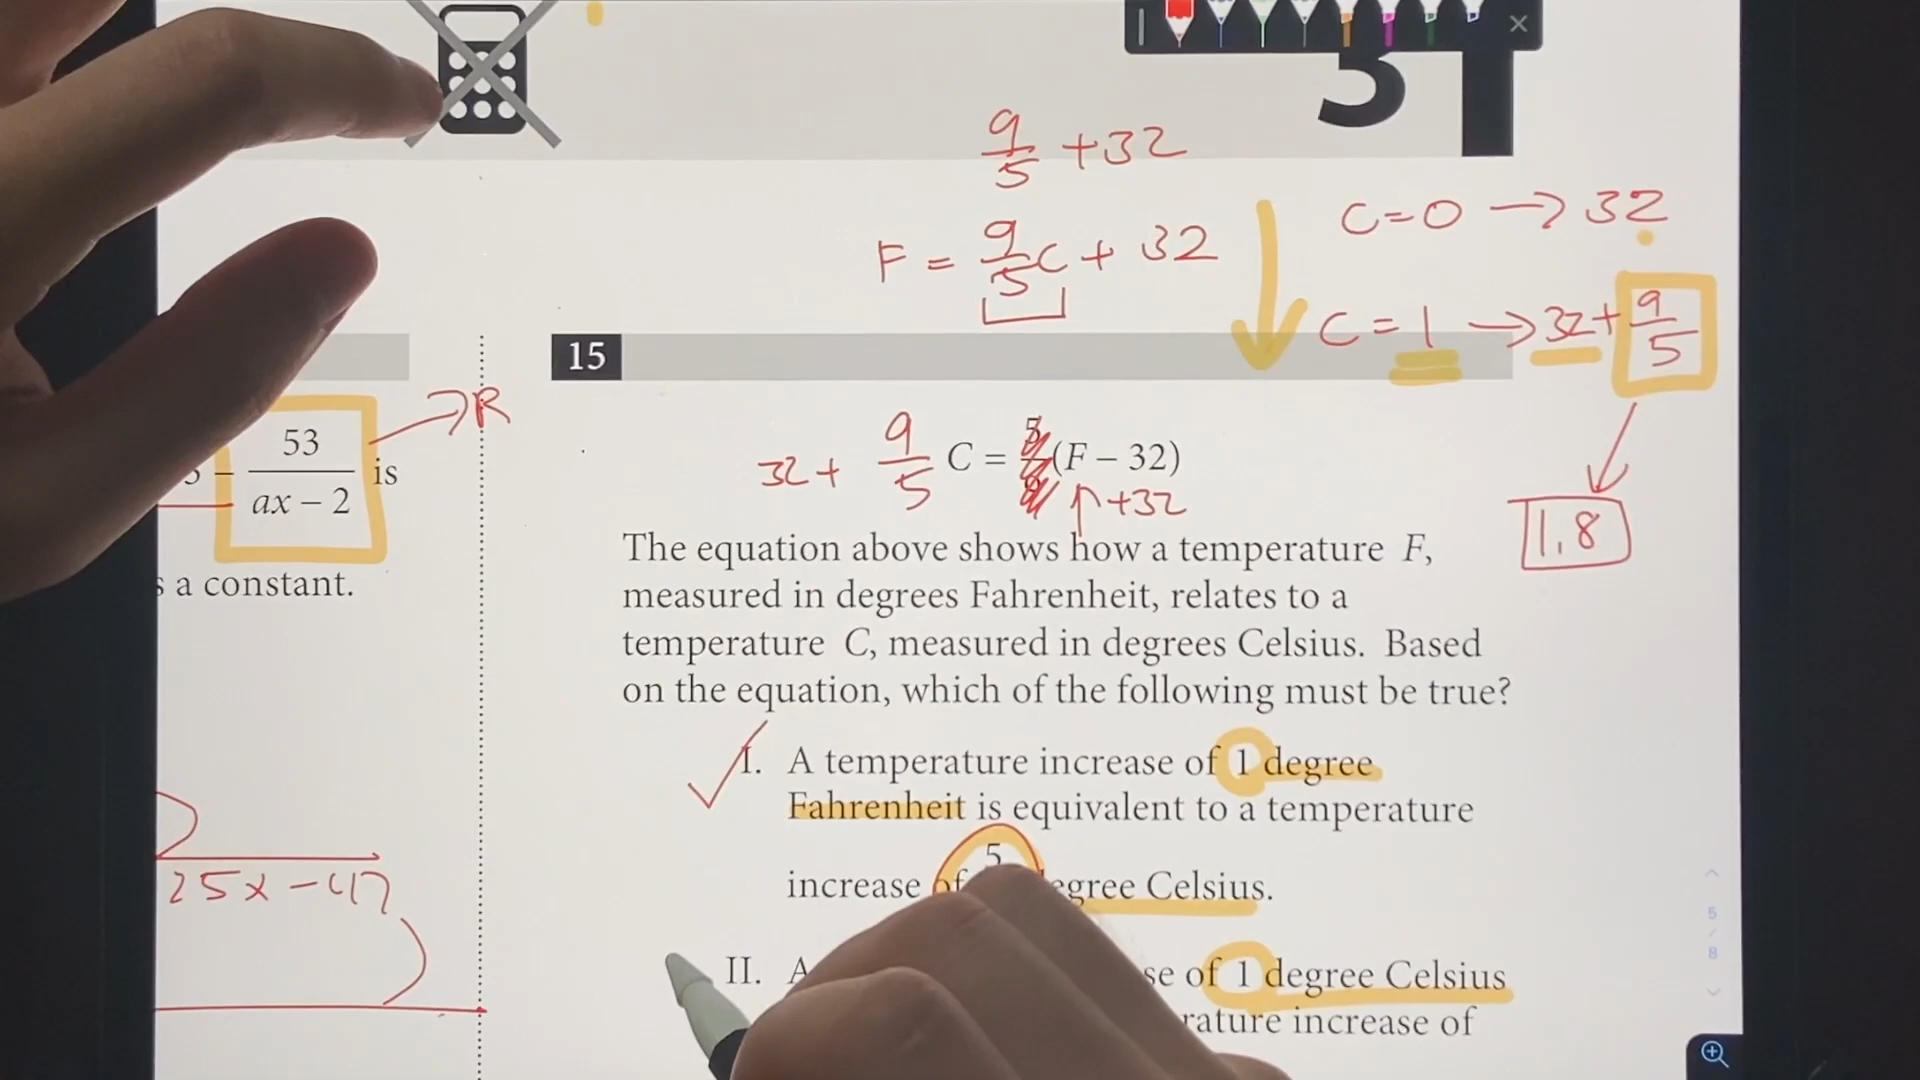 9/5 + 32
F = 9/5 C + 32
C=0 → 32
C = 1 → 32 + 9/5
1.8
15
32 + 9/5 C = (F − 32)
+32
The equation above shows how a temperature F,
measured in degrees Fahrenheit, relates to a
temperature C, measured in degrees Celsius. Based
on the equation, which of the following must be true?
I. A temperature increase of 1 degree
Fahrenheit is equivalent to a temperature
increase of 5 degree Celsius.
II. A se of 1 degree Celsius
rature increase of
53
ax − 2
is
R
a constant.
25x − 47
5
8